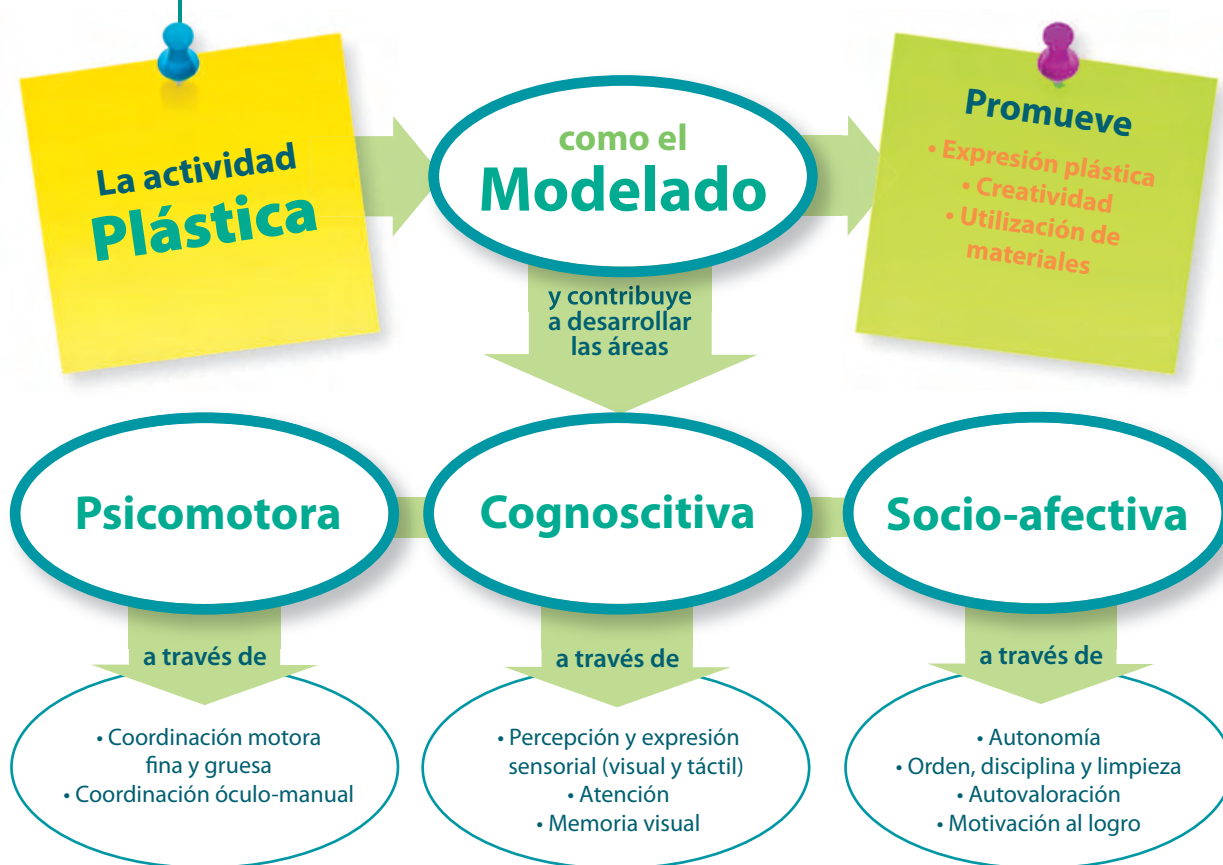 La actividad
Plástica
como el
Modelado
Promueve
• Expresión plástica
• Creatividad
• Utilización de
materiales
y contribuye
a desarrollar
las áreas
Psicomotora
Cognoscitiva
Socio-afectiva
a través de
a través de
a través de
• Coordinación motora
fina y gruesa
• Coordinación óculo-manual
• Percepción y expresión
sensorial (visual y táctil)
• Atención
• Memoria visual
• Autonomía
• Orden, disciplina y limpieza
• Autovaloración
• Motivación al logro